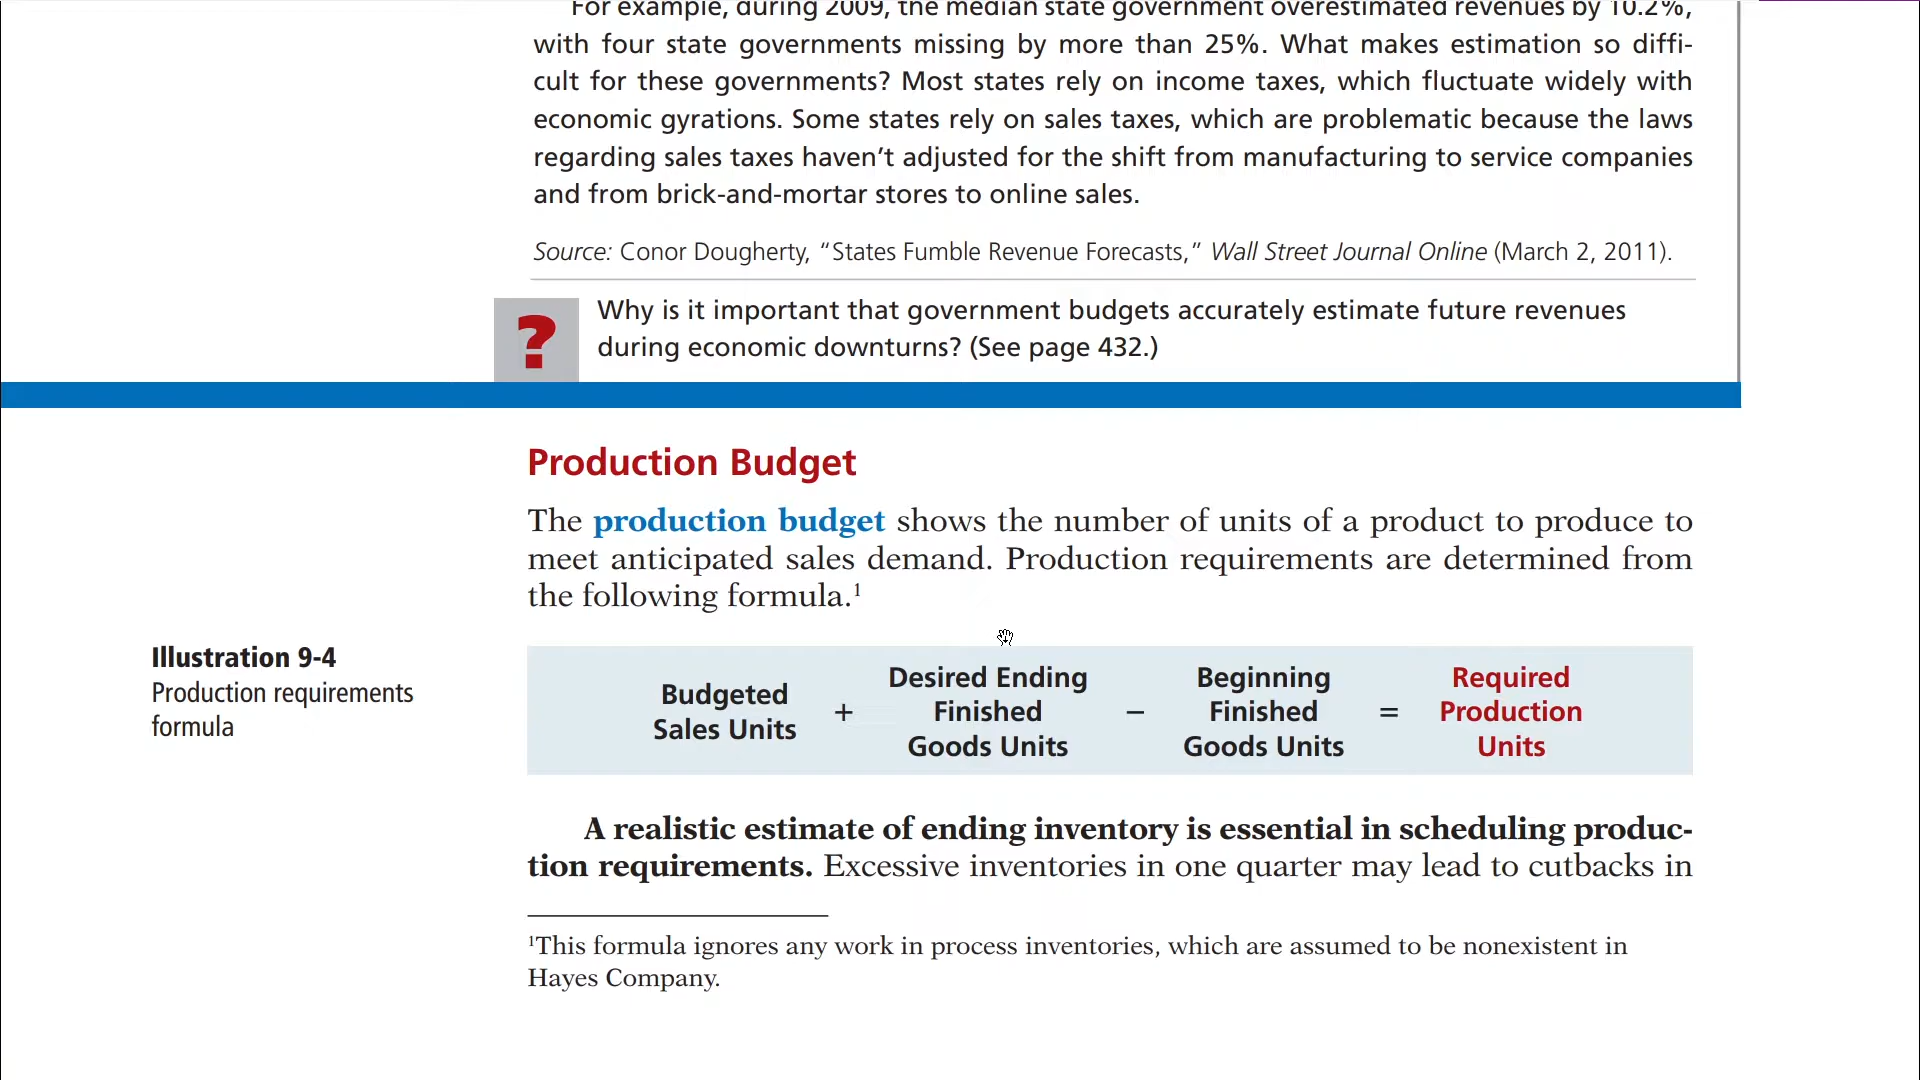 For example, during 2009, the median state government overestimated revenues by 10.2%,
with four state governments missing by more than 25%. What makes estimation so diffi-
cult for these governments? Most states rely on income taxes, which fluctuate widely with
economic gyrations. Some states rely on sales taxes, which are problematic because the laws
regarding sales taxes haven’t adjusted for the shift from manufacturing to service companies
and from brick-and-mortar stores to online sales.
Source: Conor Dougherty, “States Fumble Revenue Forecasts,” Wall Street Journal Online (March 2, 2011).
?
Why is it important that government budgets accurately estimate future revenues
during economic downturns? (See page 432.)
Production Budget
The production budget shows the number of units of a product to produce to
meet anticipated sales demand. Production requirements are determined from
the following formula.¹
Illustration 9-4
Production requirements
formula
Budgeted
Sales Units
+
Desired Ending
Finished
Goods Units
−
Beginning
Finished
Goods Units
=
Required
Production
Units
A realistic estimate of ending inventory is essential in scheduling produc-
tion requirements. Excessive inventories in one quarter may lead to cutbacks in
¹This formula ignores any work in process inventories, which are assumed to be nonexistent in
Hayes Company.